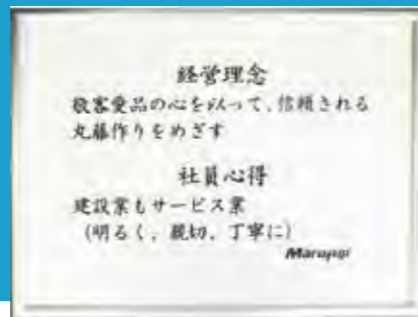 経営理念
敬客愛品の心を以って、信頼される
丸藤作りをめざす
社員心得
建設業もサービス業
(明るく、親切、丁寧に)